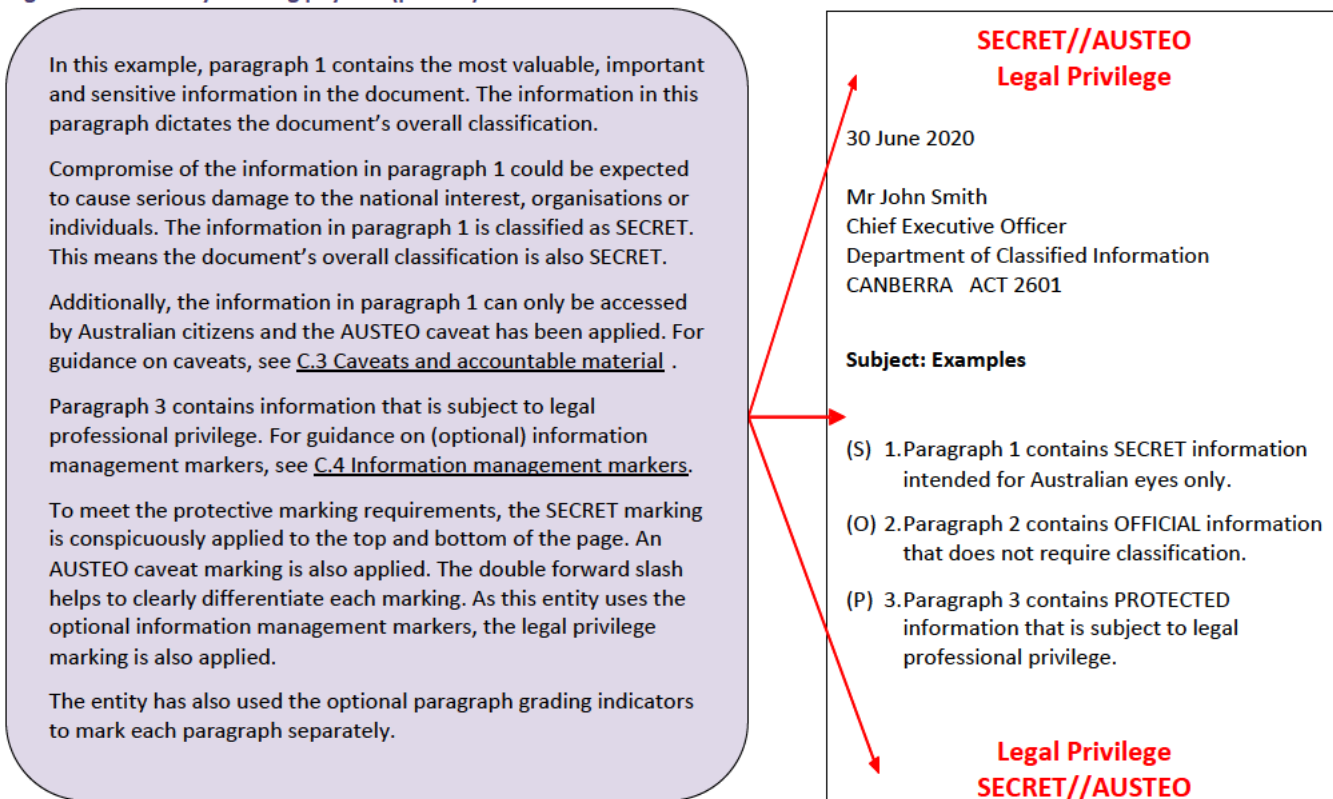 In this example, paragraph 1 contains the most valuable, important
and sensitive information in the document. The information in this
paragraph dictates the document's overall classification.
Compromise of the information in paragraph 1 could be expected
to cause serious damage to the national interest, organisations or
individuals. The information in paragraph 1 is classified as SECRET.
This means the document's overall classification is also SECRET.
Additionally, the information in paragraph 1 can only be accessed
by Australian citizens and the AUSTEO caveat has been applied. For
guidance on caveats, see C.3 Caveats and accountable material .
Paragraph 3 contains information that is subject to legal
professional privilege. For guidance on (optional) information
management markers, see C.4 Information management markers.
To meet the protective marking requirements, the SECRET marking
is conspicuously applied to the top and bottom of the page. An
AUSTEO caveat marking is also applied. The double forward slash
helps to clearly differentiate each marking. As this entity uses the
optional information management markers, the legal privilege
marking is also applied.
The entity has also used the optional paragraph grading indicators
to mark each paragraph separately.
SECRET//AUSTEO
Legal Privilege
30 June 2020
Mr John Smith
Chief Executive Officer
Department of Classified Information
CANBERRA ACT 2601
Subject: Examples
(S) 1.Paragraph 1 contains SECRET information
intended for Australian eyes only.
(O) 2.Paragraph 2 contains OFFICIAL information
that does not require classification.
(P) 3.Paragraph 3 contains PROTECTED
information that is subject to legal
professional privilege.
Legal Privilege
SECRET//AUSTEO